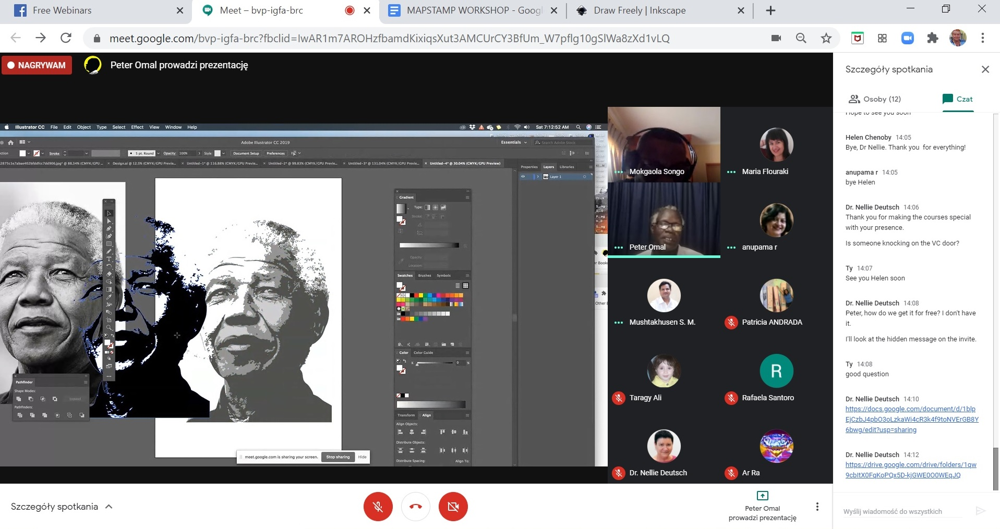 Free Webinars
Meet – bvp-igfa-brc
MAPSTAMP WORKSHOP - Googl
Draw Freely | Inkscape
meet.google.com/bvp-igfa-brc?fbclid=IwAR1m7AROHzfbamdKixiqsXut3AMCUrCY3BfUm_W7pflg10gSlWa8zXd1vLQ
NAGRYWAM
Peter Omal prowadzi prezentację
Illustrator CC File Edit Object Type Select Effect View Window Help
Sat 7:12:52 AM
Adobe Illustrator CC 2019
Essentials
Search Adobe Stock
Stroke:
5 pt. Round
Opacity: 100%
Style:
Document Setup
Preferences
88.34% (CMYK/GPU ...
Design.ai @ 12.5% (CMYK/GPU Previe...
Untitled-1* @ 116.88% (CMYK/GPU Previe...
Untitled-2* @ 99.83% (CMYK/GPU Previe...
Untitled-3* @ 131.04% (CMYK/GPU Previe...
Untitled-4* @ 30.04% (CMYK/GPU Preview)
Properties Layers Libraries
Layer 1
Gradient
Type:
Stroke:
Opacity:
Location:
Swatches Brushes Symbols
Color Color Guide
K 0 %
Transform Align
Align Objects:
Distribute Objects:
Distribute Spacing:
Align To:
Pathfinder
Shape Modes:
Expand
Pathfinders:
meet.google.com is sharing your screen.
Stop sharing
Hide
Mokgaola Songo
Maria Flouraki
Peter Omal
anupama r
Mushtakhusen S. M.
Patricia ANDRADA
Taragy Ali
R
Rafaela Santoro
Dr. Nellie Deutsch
Ar Ra
Szczegóły spotkania
Osoby (12)
Czat
Hope to see you soon
Helen Chenoby 14:05
Bye, Dr Nellie. Thank you for everything!
anupama r 14:05
bye Helen
Dr. Nellie Deutsch 14:06
Thank you for making the courses special
with your presence.
Is someone knocking on the VC door?
Ty 14:07
See you Helen soon
Dr. Nellie Deutsch 14:08
Peter, how do we get it for free? I don't have
it.
I'll look at the hidden message on the invite.
Ty 14:08
good question
Dr. Nellie Deutsch 14:10
https://docs.google.com/document/d/1blp
EjCzbJ4pbO3oLzkaWi4cR3k4f9toNVErGB8Y
6bwg/edit?usp=sharing
Dr. Nellie Deutsch 14:12
https://drive.google.com/drive/folders/1qw
9cbItX0FqKoPQx5D-kjGWE0O0WEqJQ
Wyślij wiadomość do wszystkich
Szczegóły spotkania
Peter Omal
prowadzi prezentację